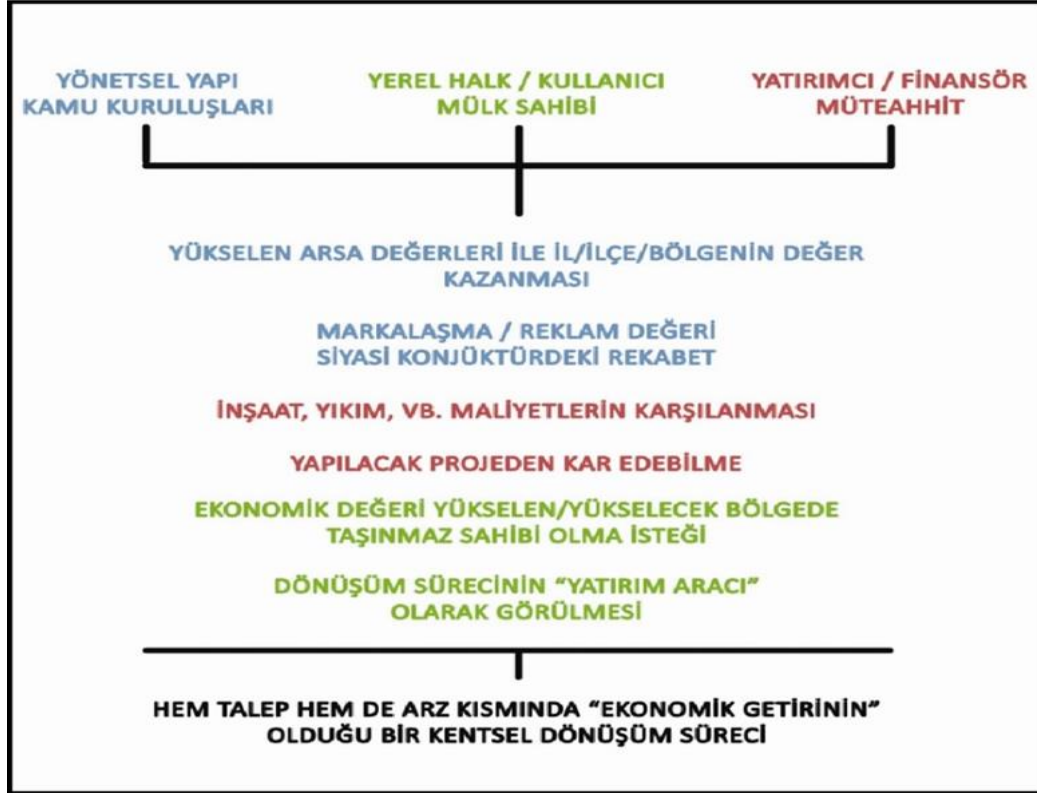 YÖNETSEL YAPI
KAMU KURULUŞLARI
YEREL HALK / KULLANICI
MÜLK SAHİBİ
YATIRIMCI / FİNANSÖR
MÜTEAHHİT
YÜKSELEN ARSA DEĞERLERİ İLE İL/İLÇE/BÖLGENİN DEĞER
KAZANMASI
MARKALAŞMA / REKLAM DEĞERİ
SİYASİ KONJÜKTÜRDEKİ REKABET
İNŞAAT, YIKIM, VB. MALİYETLERİN KARŞILANMASI
YAPILACAK PROJEDEN KAR EDEBİLME
EKONOMİK DEĞERİ YÜKSELEN/YÜKSELECEK BÖLGEDE
TAŞINMAZ SAHİBİ OLMA İSTEĞİ
DÖNÜŞÜM SÜRECİNİN “YATIRIM ARACI”
OLARAK GÖRÜLMESİ
HEM TALEP HEM DE ARZ KISMINDA “EKONOMİK GETİRİNİN”
OLDUĞU BİR KENTSEL DÖNÜŞÜM SÜRECİ